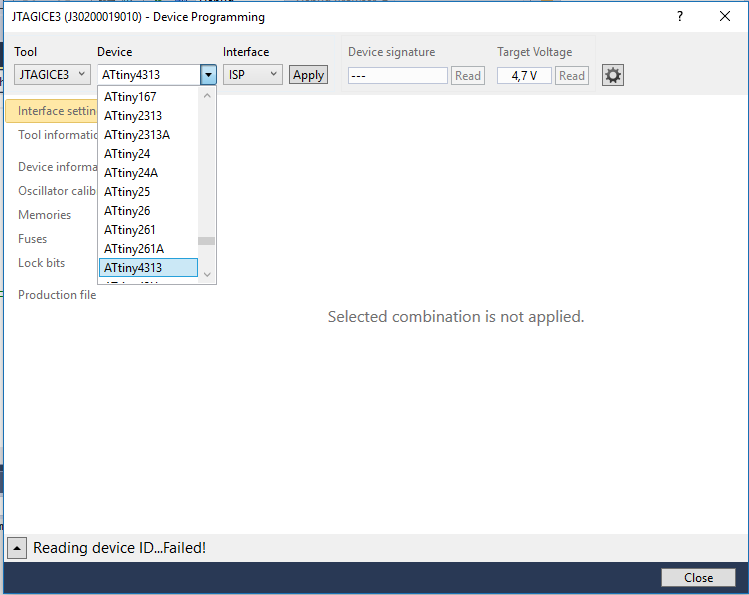 JTAGICE3 (J30200019010) - Device Programming
?
Tool
Device
Interface
Device signature
Target Voltage
JTAGICE3
ATtiny4313
ISP
Apply
---
Read
4,7 V
Read
ATtiny167
Interface settin
ATtiny2313
Tool informatio
ATtiny2313A
ATtiny24
Device informa
ATtiny24A
Oscillator calib
ATtiny25
Memories
ATtiny26
ATtiny261
Fuses
ATtiny261A
Lock bits
ATtiny4313
Production file
Selected combination is not applied.
Reading device ID...Failed!
Close